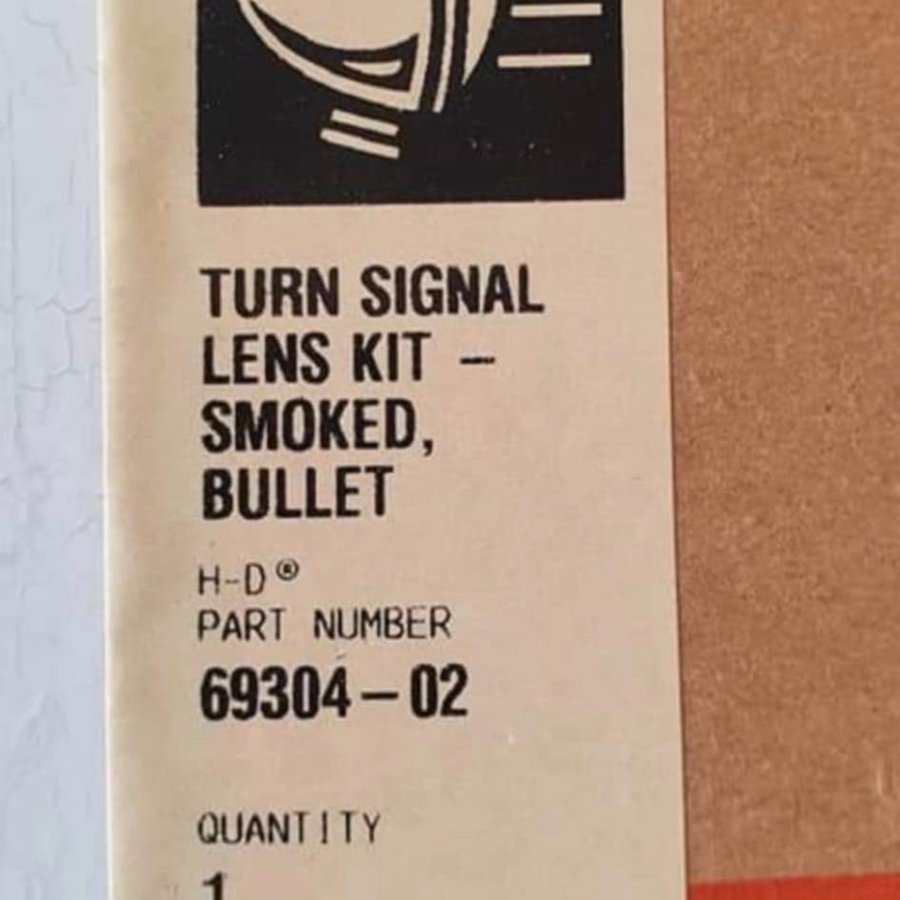 TURN SIGNAL
LENS KIT –
SMOKED,
BULLET
H-D®
PART NUMBER
69304–02
QUANTITY
1